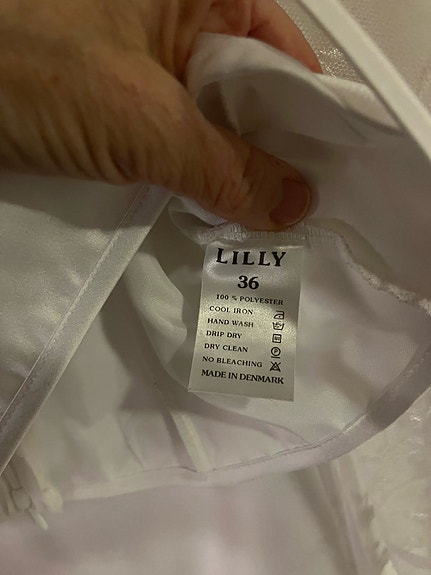 LILLY
36
100 % POLYESTER
COOL IRON
HAND WASH
DRIP DRY
DRY CLEAN
NO BLEACHING
MADE IN DENMARK